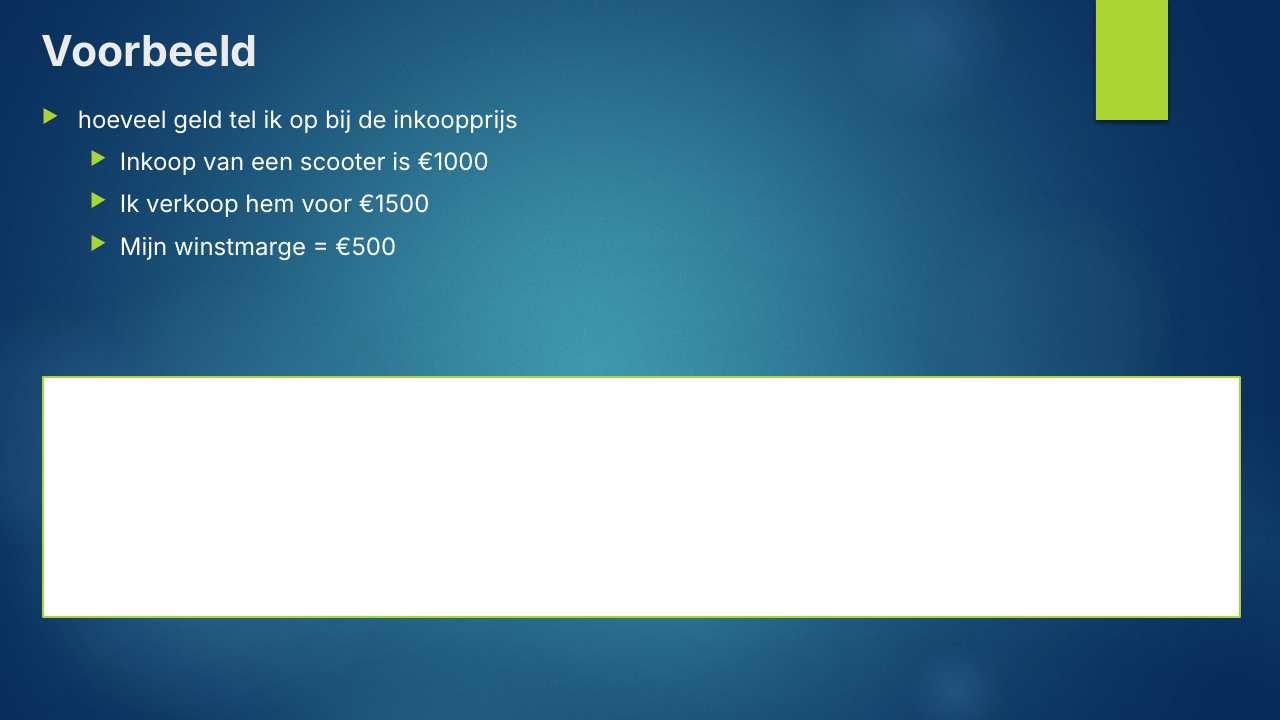 Voorbeeld
hoeveel geld tel ik op bij de inkoopprijs
Inkoop van een scooter is €1000
Ik verkoop hem voor €1500
Mijn winstmarge = €500